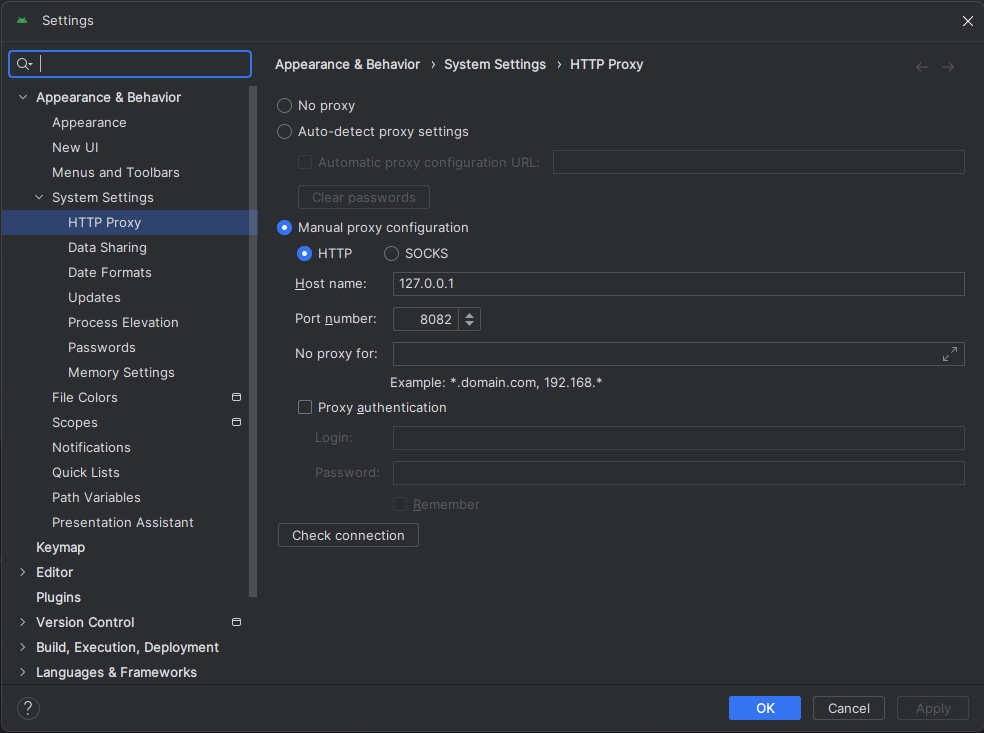 Settings
Appearance & Behavior
Appearance
New UI
Menus and Toolbars
System Settings
HTTP Proxy
Data Sharing
Date Formats
Updates
Process Elevation
Passwords
Memory Settings
File Colors
Scopes
Notifications
Quick Lists
Path Variables
Presentation Assistant
Keymap
Editor
Plugins
Version Control
Build, Execution, Deployment
Languages & Frameworks
Appearance & Behavior › System Settings › HTTP Proxy
No proxy
Auto-detect proxy settings
Automatic proxy configuration URL:
Clear passwords
Manual proxy configuration
HTTP SOCKS
Host name: 127.0.0.1
Port number: 8082
No proxy for:
Example: *.domain.com, 192.168.*
Proxy authentication
Login:
Password:
Remember
Check connection
? OK Cancel Apply